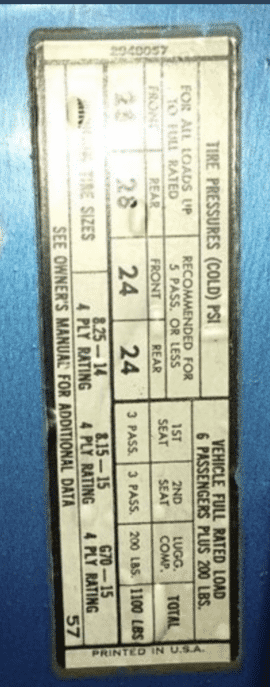 2940057
TIRE PRESSURES (COLD) PSI
VEHICLE FULL RATED LOAD
6 PASSENGERS PLUS 200 LBS.
FOR ALL LOADS UP
TO FULL RATED
RECOMMENDED FOR
5 PASS. OR LESS
1ST
SEAT
2ND
SEAT
LUGG.
COMP.
TOTAL
FRONT REAR FRONT REAR
28 24 24 3 PASS. 3 PASS. 200 LBS. 1100 LBS
TIRE SIZES 8.25—14 8.15—15 G70—15
4 PLY RATING 4 PLY RATING 4 PLY RATING
SEE OWNER'S MANUAL FOR ADDITIONAL DATA 57
PRINTED IN U.S.A.